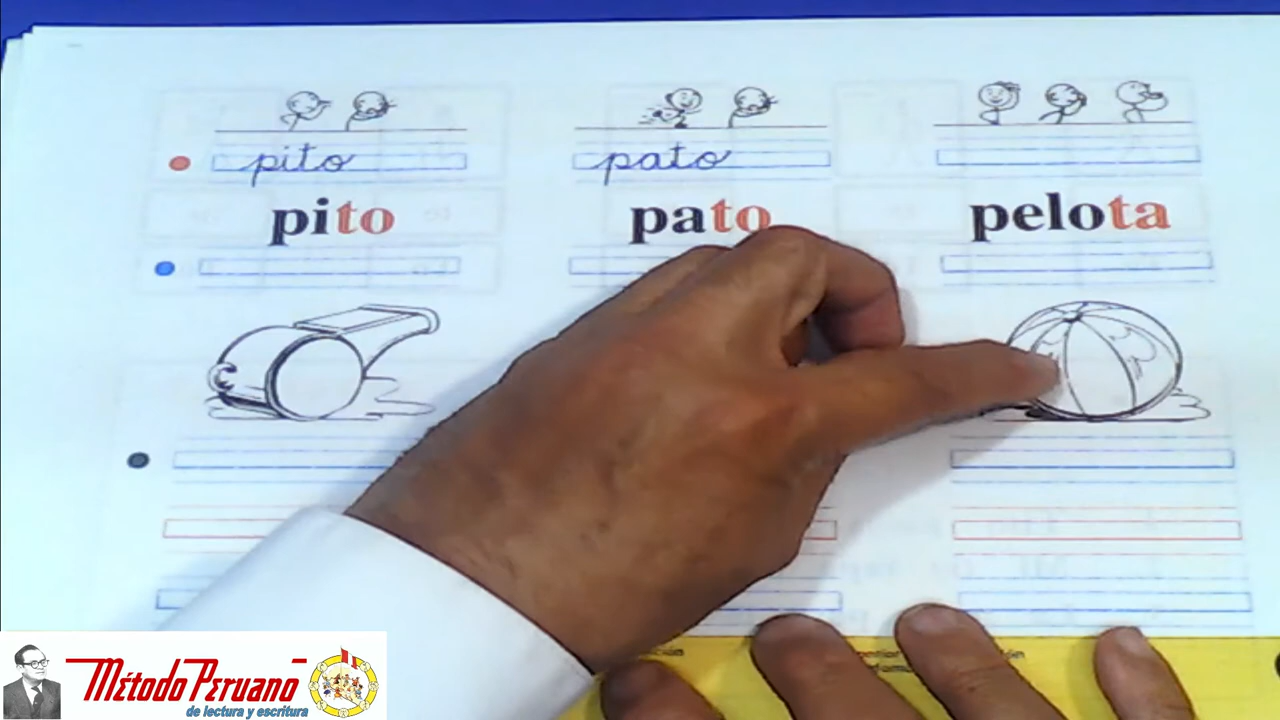 pito pato
pito pato pelota
Método Peruano
de lectura y escritura